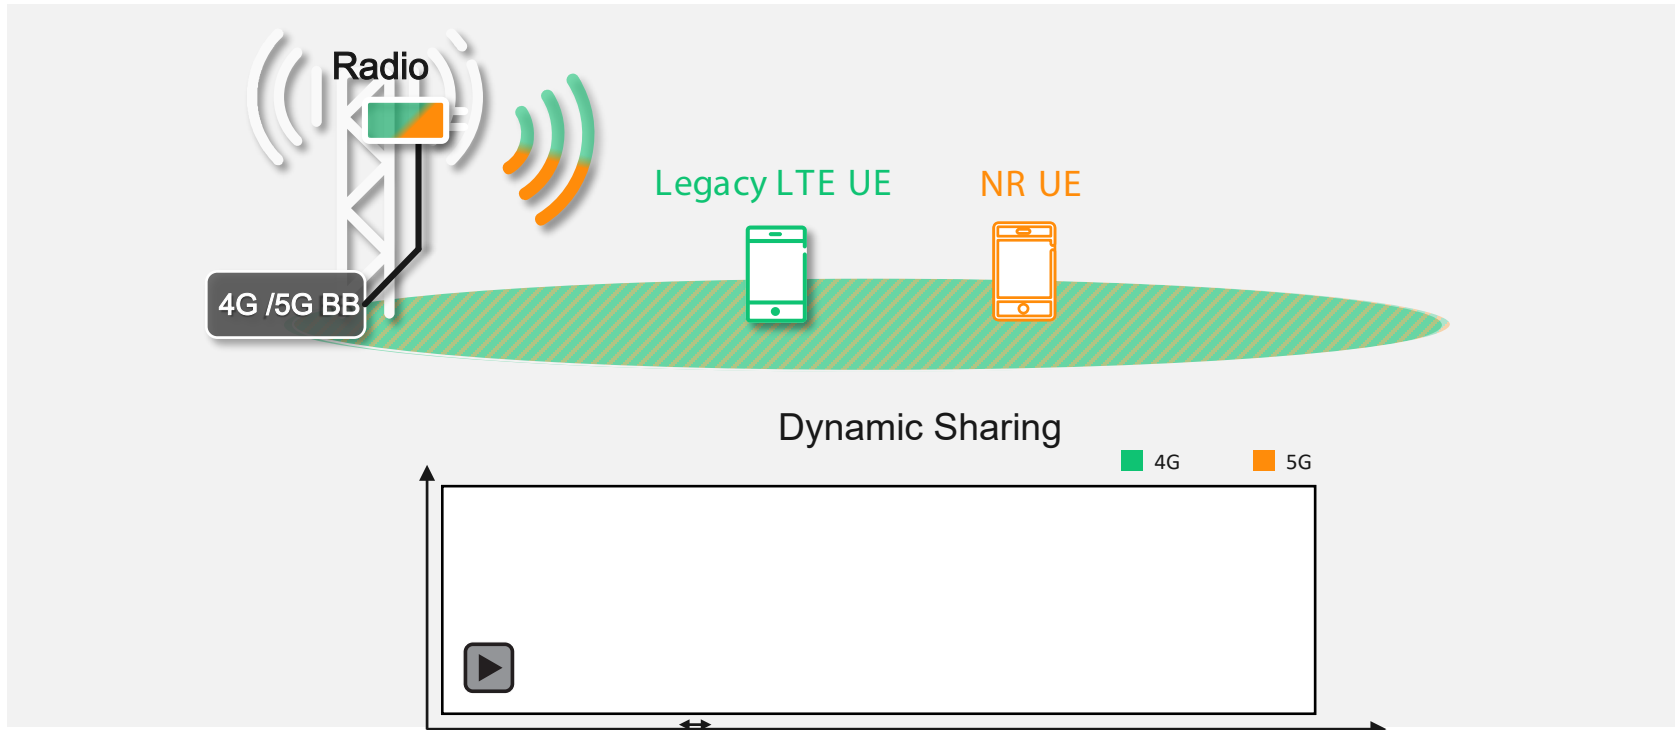 Radio
Legacy LTE UE
NR UE
4G /5G BB
Dynamic Sharing
4G
5G